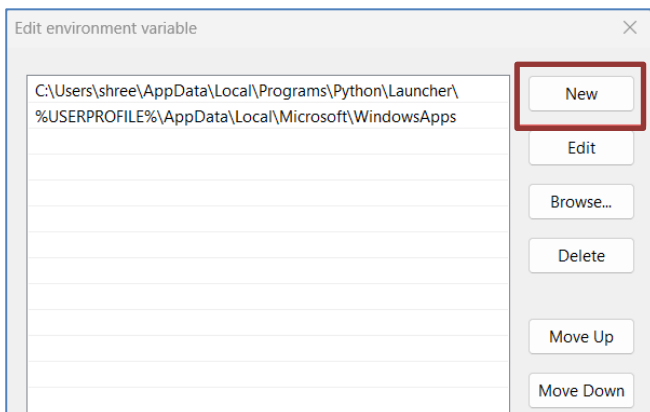 Edit environment variable
C:\Users\shree\AppData\Local\Programs\Python\Launcher\
%USERPROFILE%\AppData\Local\Microsoft\WindowsApps
New
Edit
Browse...
Delete
Move Up
Move Down